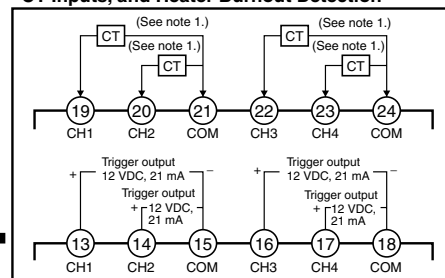 CT Inputs, and Heater Burnout Detection
(See note 1.) (See note 1.)
CT (See note 1.) CT (See note 1.)
CT CT
19 20 21 22 23 24
CH1 CH2 COM CH3 CH4 COM
Trigger output Trigger output
+ 12 VDC, 21 mA − + 12 VDC, 21 mA −
Trigger output Trigger output
+ 12 VDC, + 12 VDC,
21 mA 21 mA
13 14 15 16 17 18
CH1 CH2 COM CH3 CH4 COM